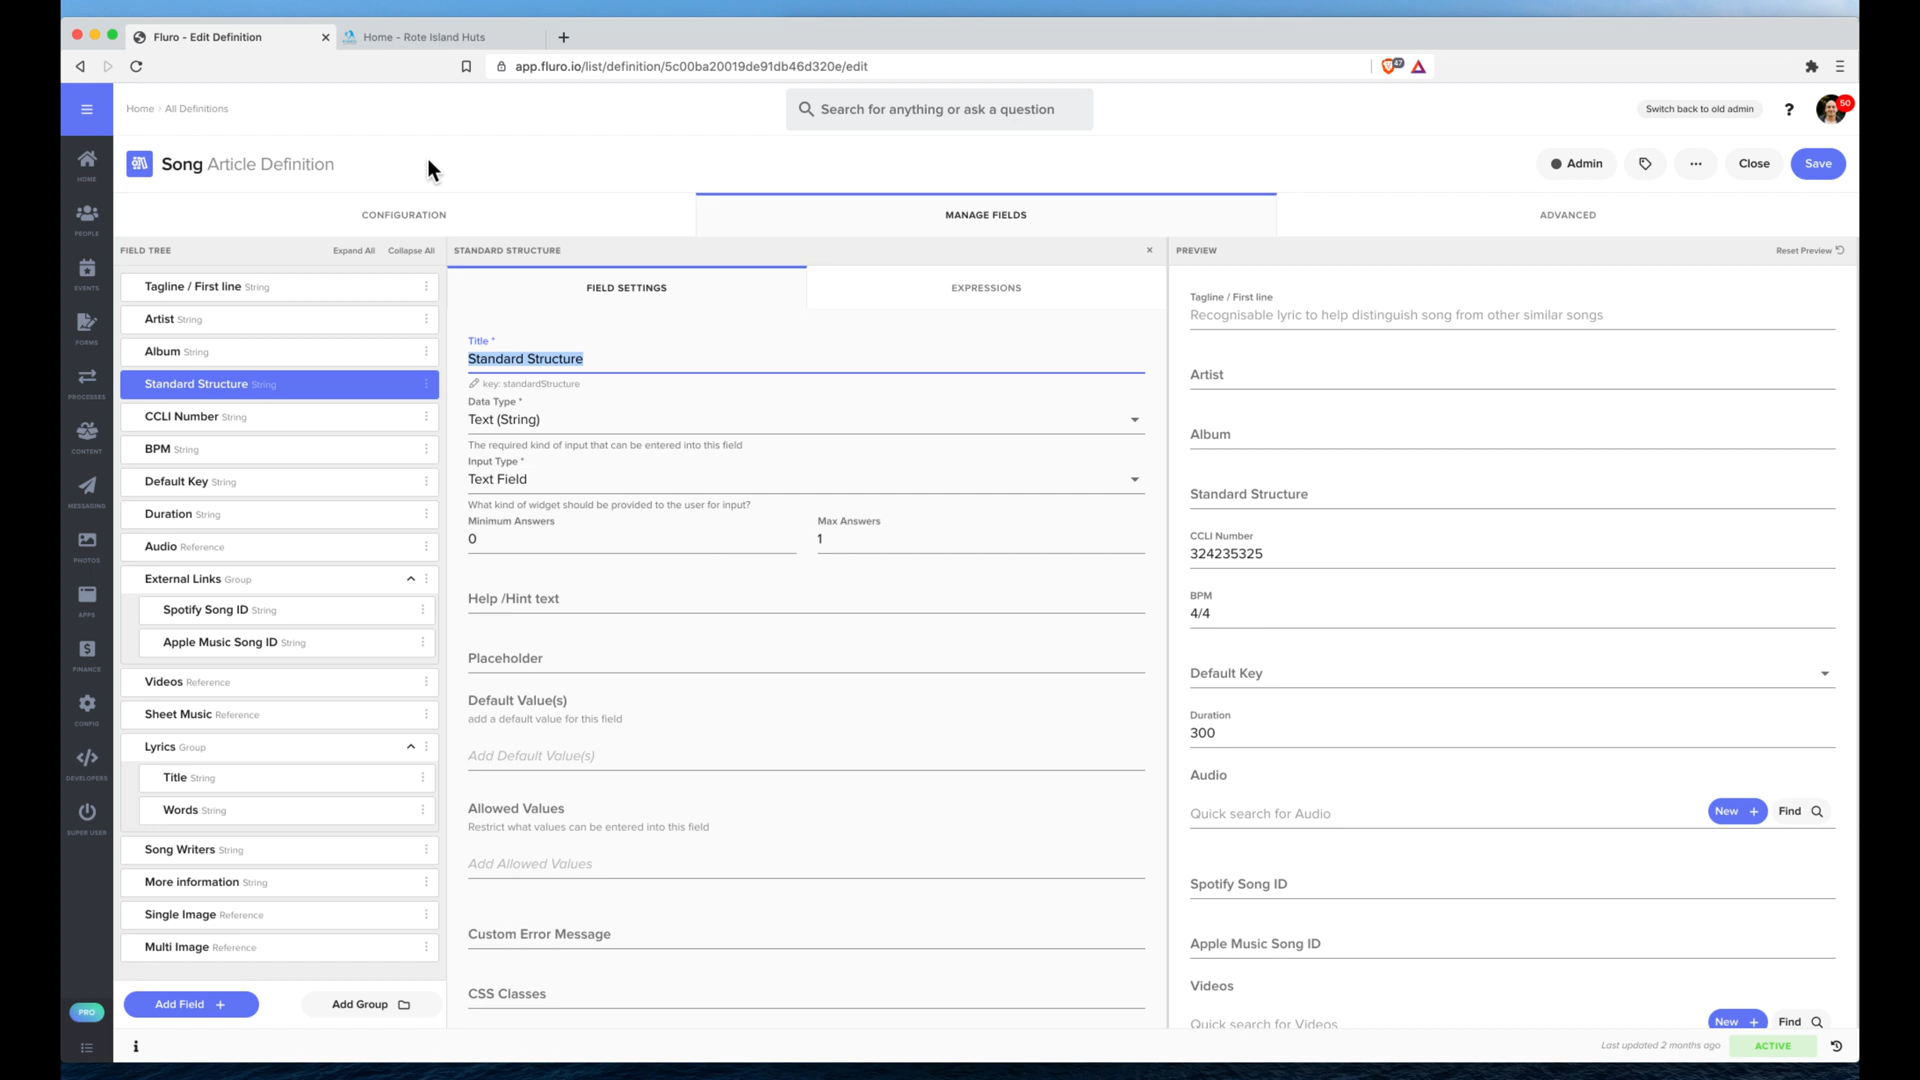 Fluro - Edit Definition
Home - Rote Island Huts
app.fluro.io/list/definition/5c00ba20019de91db46d320e/edit
47
Home › All Definitions
Search for anything or ask a question
Switch back to old admin
?
50
Song Article Definition
Admin
Close
Save
CONFIGURATION
MANAGE FIELDS
ADVANCED
HOME
PEOPLE
EVENTS
FORMS
PROCESSES
CONTENT
MESSAGING
PHOTOS
APPS
FINANCE
CONFIG
DEVELOPERS
SUPER USER
PRO
FIELD TREE
Expand All
Collapse All
Tagline / First line String
Artist String
Album String
Standard Structure String
CCLI Number String
BPM String
Default Key String
Duration String
Audio Reference
External Links Group
Spotify Song ID String
Apple Music Song ID String
Videos Reference
Sheet Music Reference
Lyrics Group
Title String
Words String
Song Writers String
More information String
Single Image Reference
Multi Image Reference
Add Field +
Add Group
STANDARD STRUCTURE
FIELD SETTINGS
EXPRESSIONS
Title *
Standard Structure
key: standardStructure
Data Type *
Text (String)
The required kind of input that can be entered into this field
Input Type *
Text Field
What kind of widget should be provided to the user for input?
Minimum Answers
0
Max Answers
1
Help /Hint text
Placeholder
Default Value(s)
add a default value for this field
Add Default Value(s)
Allowed Values
Restrict what values can be entered into this field
Add Allowed Values
Custom Error Message
CSS Classes
PREVIEW
Reset Preview
Tagline / First line
Recognisable lyric to help distinguish song from other similar songs
Artist
Album
Standard Structure
CCLI Number
324235325
BPM
4/4
Default Key
Duration
300
Audio
Quick search for Audio
New +
Find
Spotify Song ID
Apple Music Song ID
Videos
Quick search for Videos
New +
Find
Last updated 2 months ago
ACTIVE